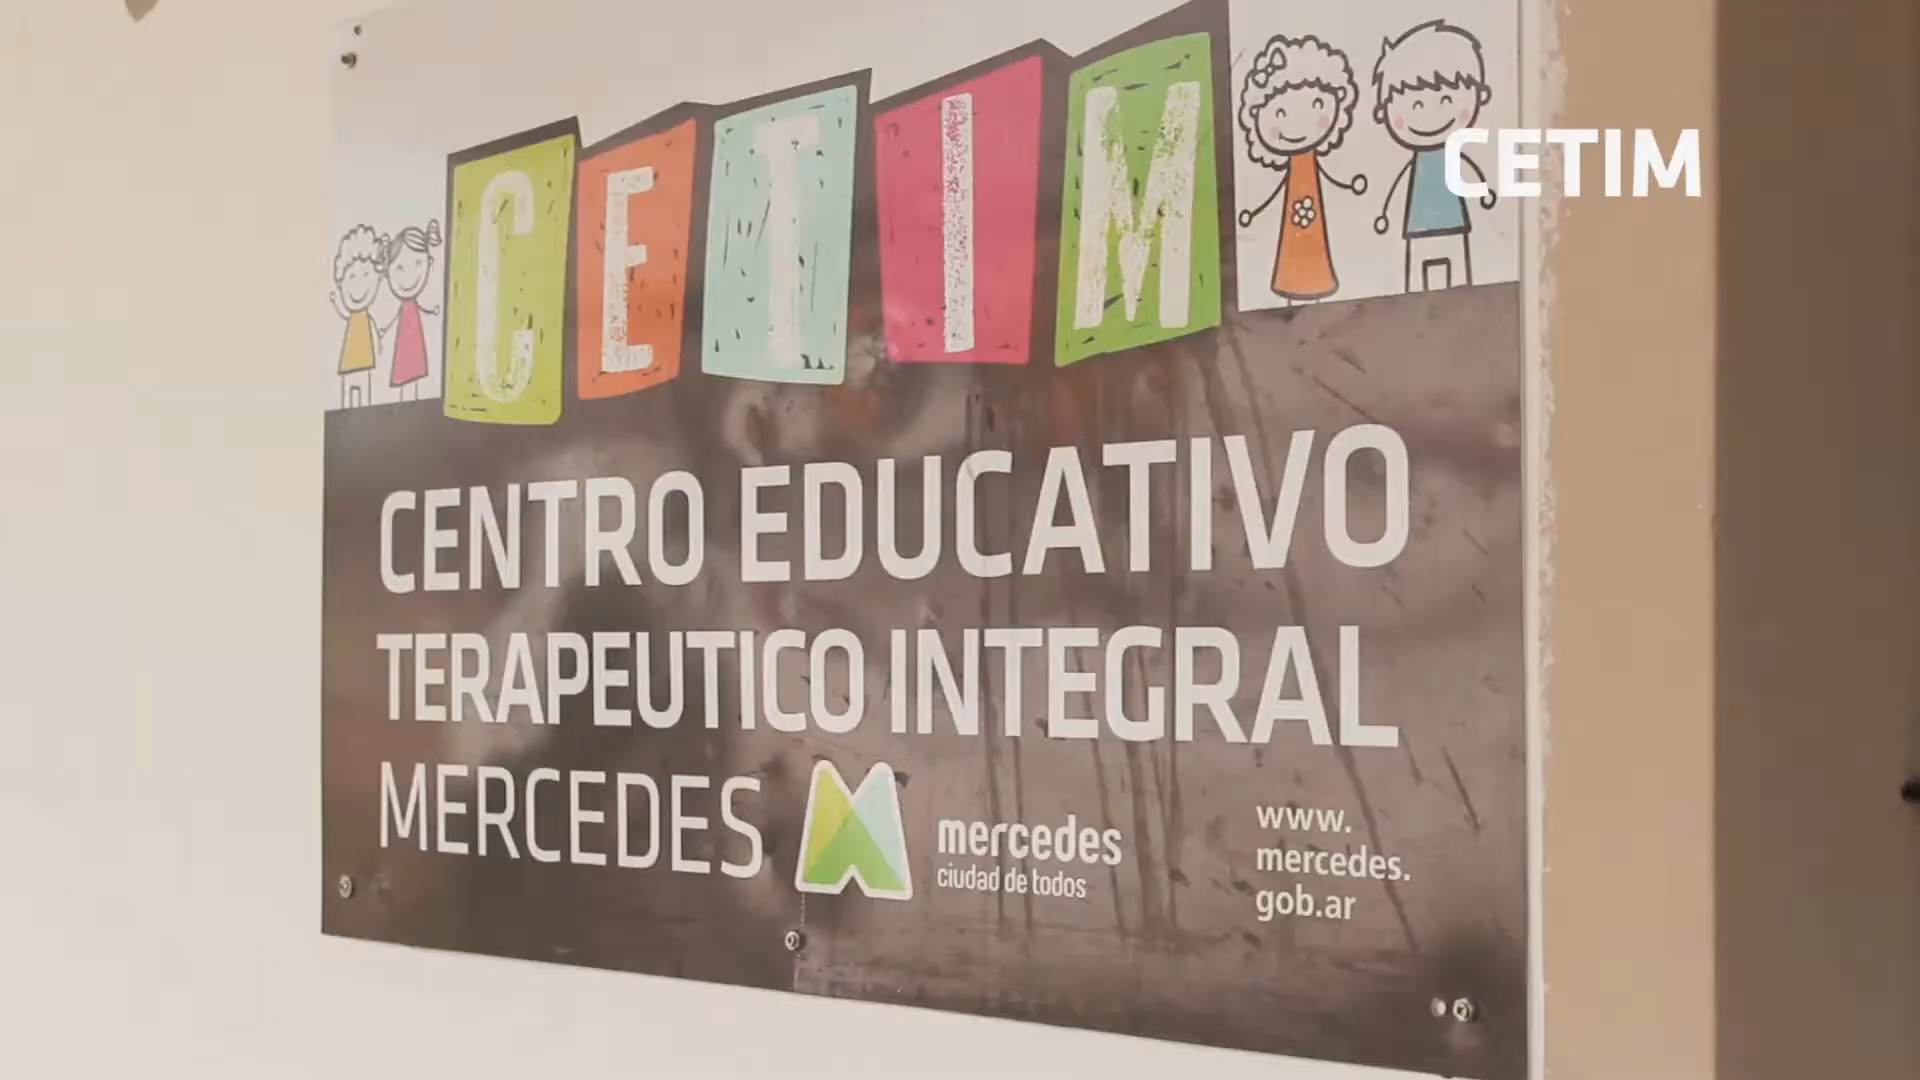 CETIM
CETIM
CENTRO EDUCATIVO
TERAPEUTICO INTEGRAL
MERCEDES
mercedes
ciudad de todos
www.
mercedes.
gob.ar